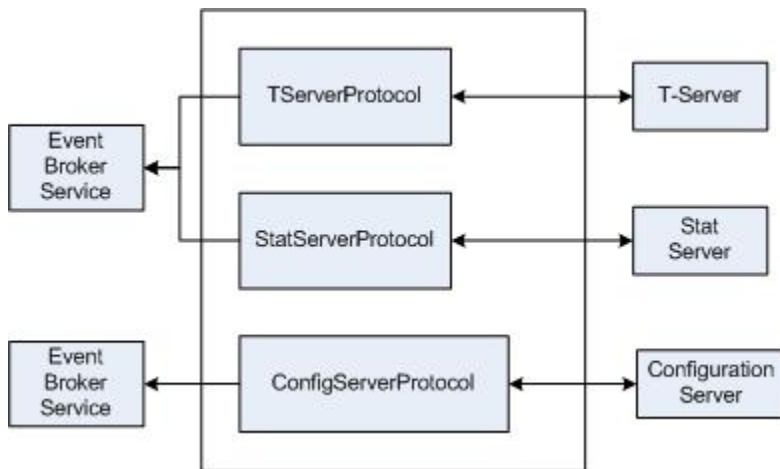 TServerProtocol
T-Server
Event
Broker
Service
StatServerProtocol
Stat
Server
Event
Broker
Service
ConfigServerProtocol
Configuration
Server